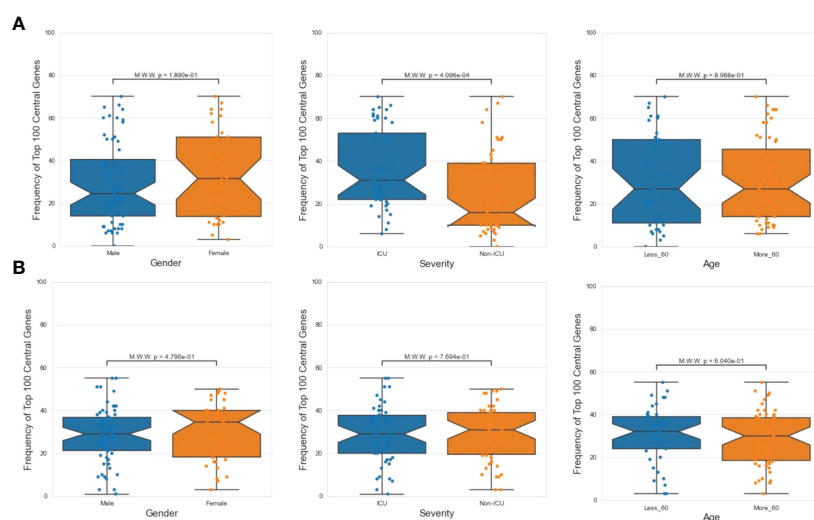 A
Frequency of Top 100 Central Genes
100
80
60
40
20
0
M.W.W. p = 1.890e-01
Male
Female
Gender
Frequency of Top 100 Central Genes
100
80
60
40
20
0
M.W.W. p = 4.096e-04
ICU
Non-ICU
Severity
Frequency of Top 100 Central Genes
100
80
60
40
20
0
M.W.W. p = 8.968e-01
Less_60
More_60
Age
B
Frequency of Top 100 Central Genes
100
80
60
40
20
0
M.W.W. p = 4.796e-01
Male
Female
Gender
Frequency of Top 100 Central Genes
100
80
60
40
20
0
M.W.W. p = 7.694e-01
ICU
Non-ICU
Severity
Frequency of Top 100 Central Genes
100
80
60
40
20
0
M.W.W. p = 6.040e-01
Less_60
More_60
Age